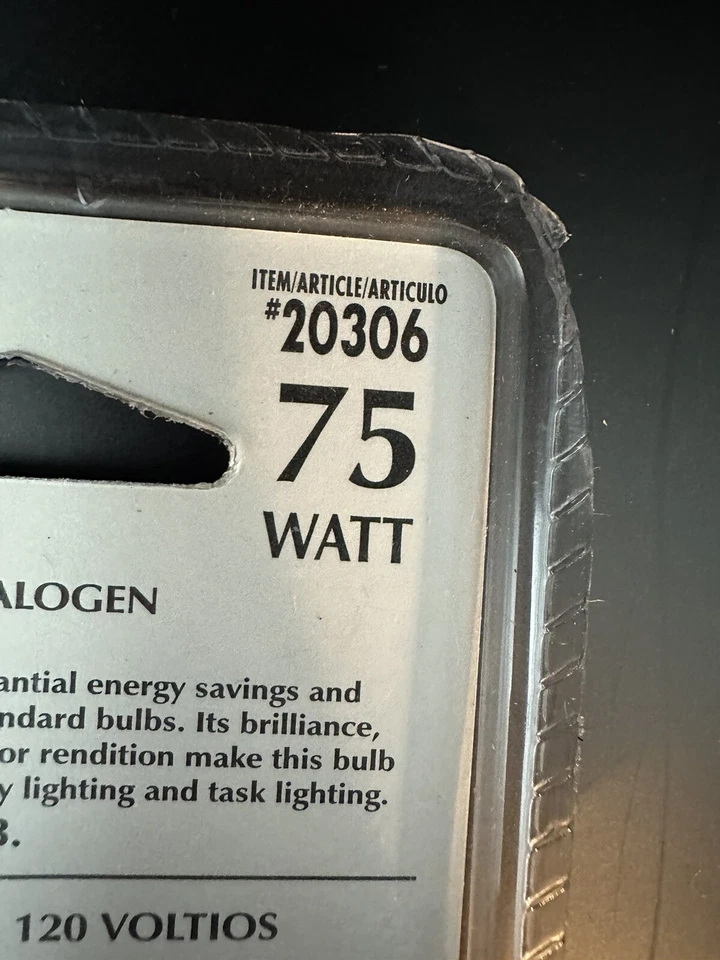 ITEM/ARTICLE/ARTICULO
#20306
75
WATT
ALOGEN
antial energy savings and
ndard bulbs. Its brilliance,
or rendition make this bulb
y lighting and task lighting.
3.
120 VOLTIOS